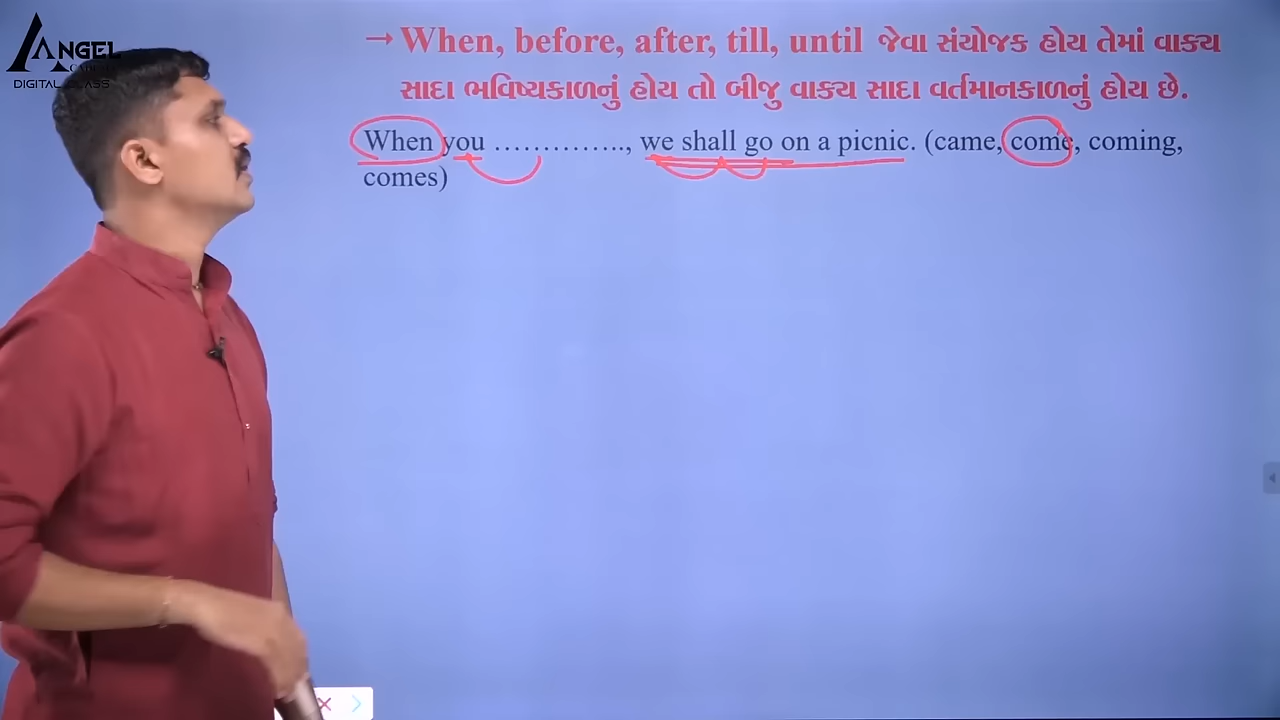 ANGEL
DIGITAL CLASS
→ When, before, after, till, until જેવા સંયોજક હોય તેમાં વાક્ય
સાદા ભવિષ્યકાળનું હોય તો બીજુ વાક્ય સાદા વર્તમાનકાળનું હોય છે.
When you ………….., we shall go on a picnic. (came, come, coming,
comes)